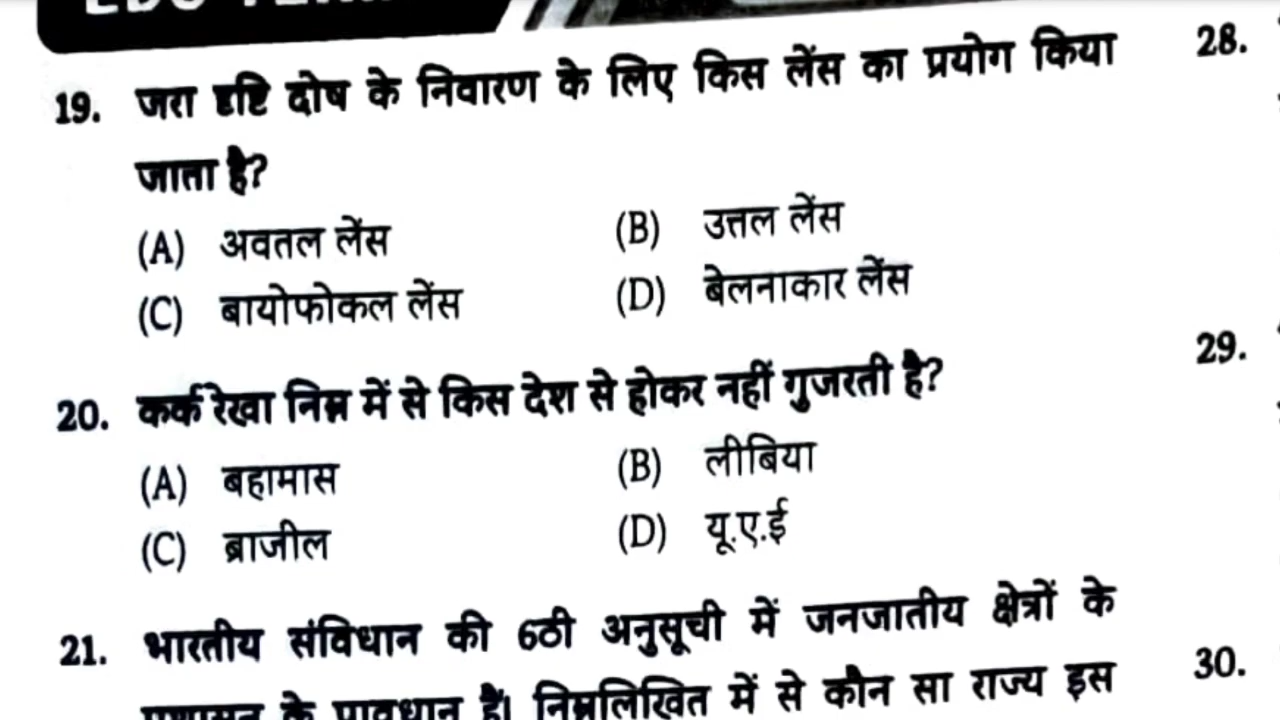 19. जरा दृष्टि दोष के निवारण के लिए किस लेंस का प्रयोग किया
जाता है?
(A) अवतल लेंस (B) उत्तल लेंस
(C) बायोफोकल लेंस (D) बेलनाकार लेंस
20. कर्क रेखा निम्न में से किस देश से होकर नहीं गुजरती है?
(A) बहामास (B) लीबिया
(C) ब्राजील (D) यू.ए.ई
21. भारतीय संविधान की 6ठी अनुसूची में जनजातीय क्षेत्रों के
के प्रावधान हैं। निम्नलिखित में से कौन सा राज्य इस
28.
29.
30.